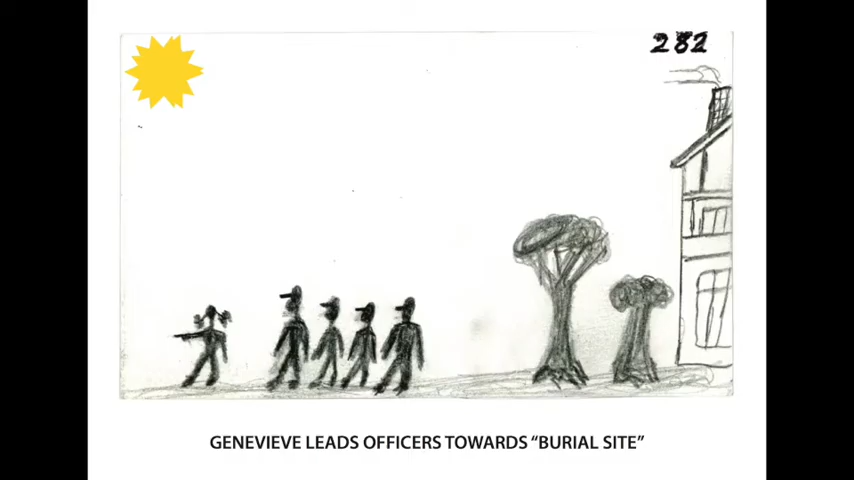 282
GENEVIEVE LEADS OFFICERS TOWARDS “BURIAL SITE”